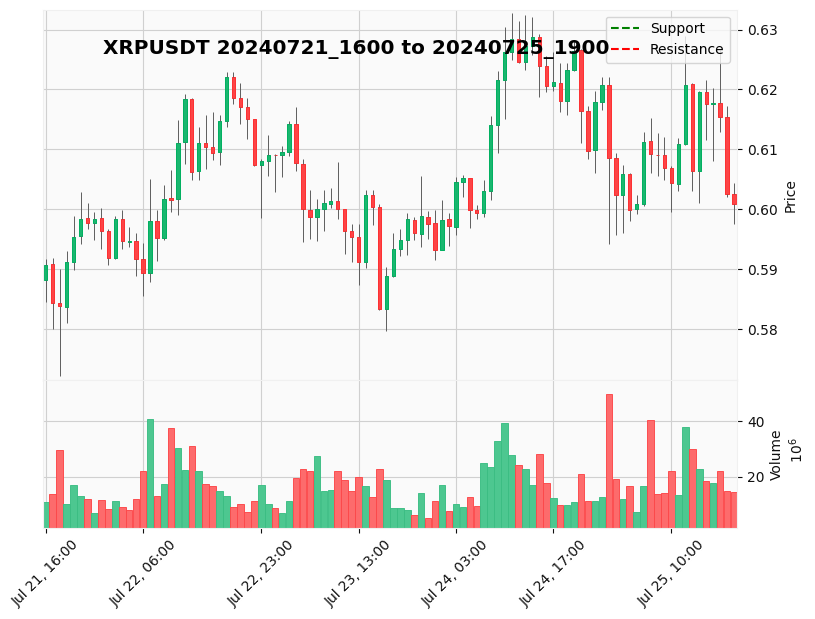 XRPUSDT 20240721_1600 to 20240725_1900
Support
Resistance
0.63
0.62
0.61
0.60
0.59
0.58
Price
40
20
Volume
10^6
Jul 21, 16:00
Jul 22, 06:00
Jul 22, 23:00
Jul 23, 13:00
Jul 24, 03:00
Jul 24, 17:00
Jul 25, 10:00